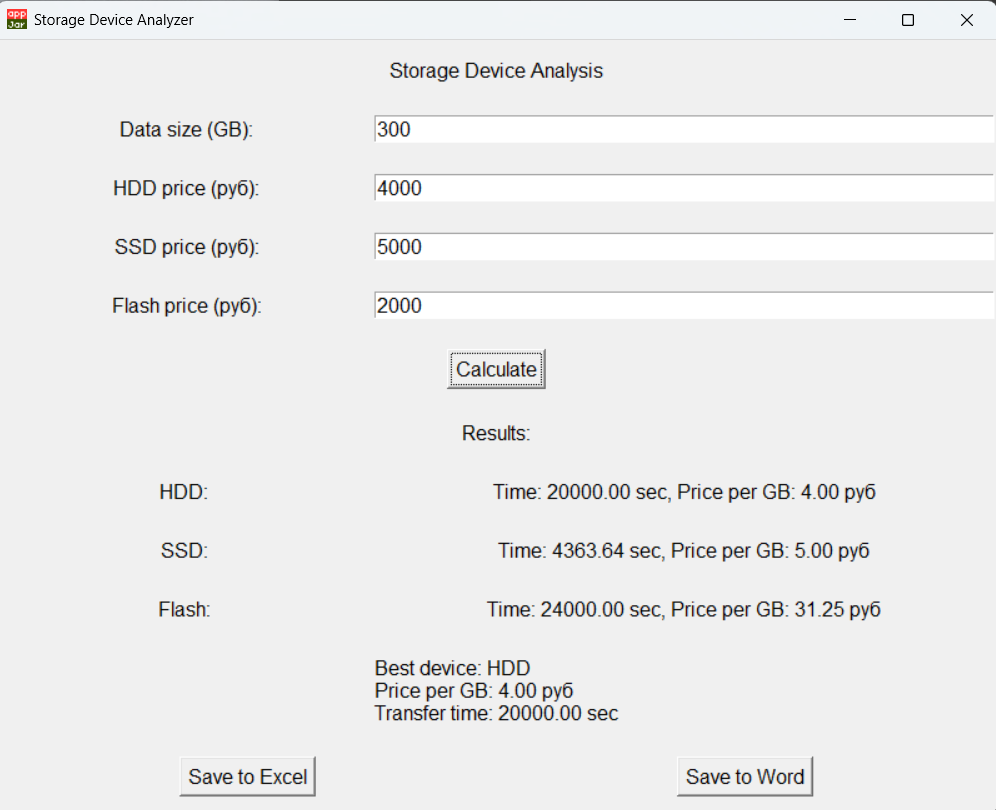 app
Jar
Storage Device Analyzer
Storage Device Analysis
Data size (GB): 300
HDD price (руб): 4000
SSD price (руб): 5000
Flash price (руб): 2000
Calculate
Results:
HDD: Time: 20000.00 sec, Price per GB: 4.00 руб
SSD: Time: 4363.64 sec, Price per GB: 5.00 руб
Flash: Time: 24000.00 sec, Price per GB: 31.25 руб
Best device: HDD
Price per GB: 4.00 руб
Transfer time: 20000.00 sec
Save to Excel Save to Word